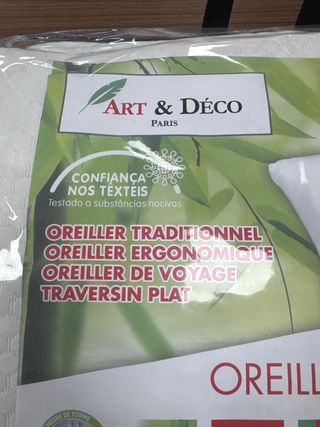 ART & DÉCO
PARIS
CONFIANÇA
NOS TÊXTEIS
Testado a substâncias nocivas
OREILLER TRADITIONNEL
OREILLER ERGONOMIQUE
OREILLER DE VOYAGE
TRAVERSIN PLAT
OREILL